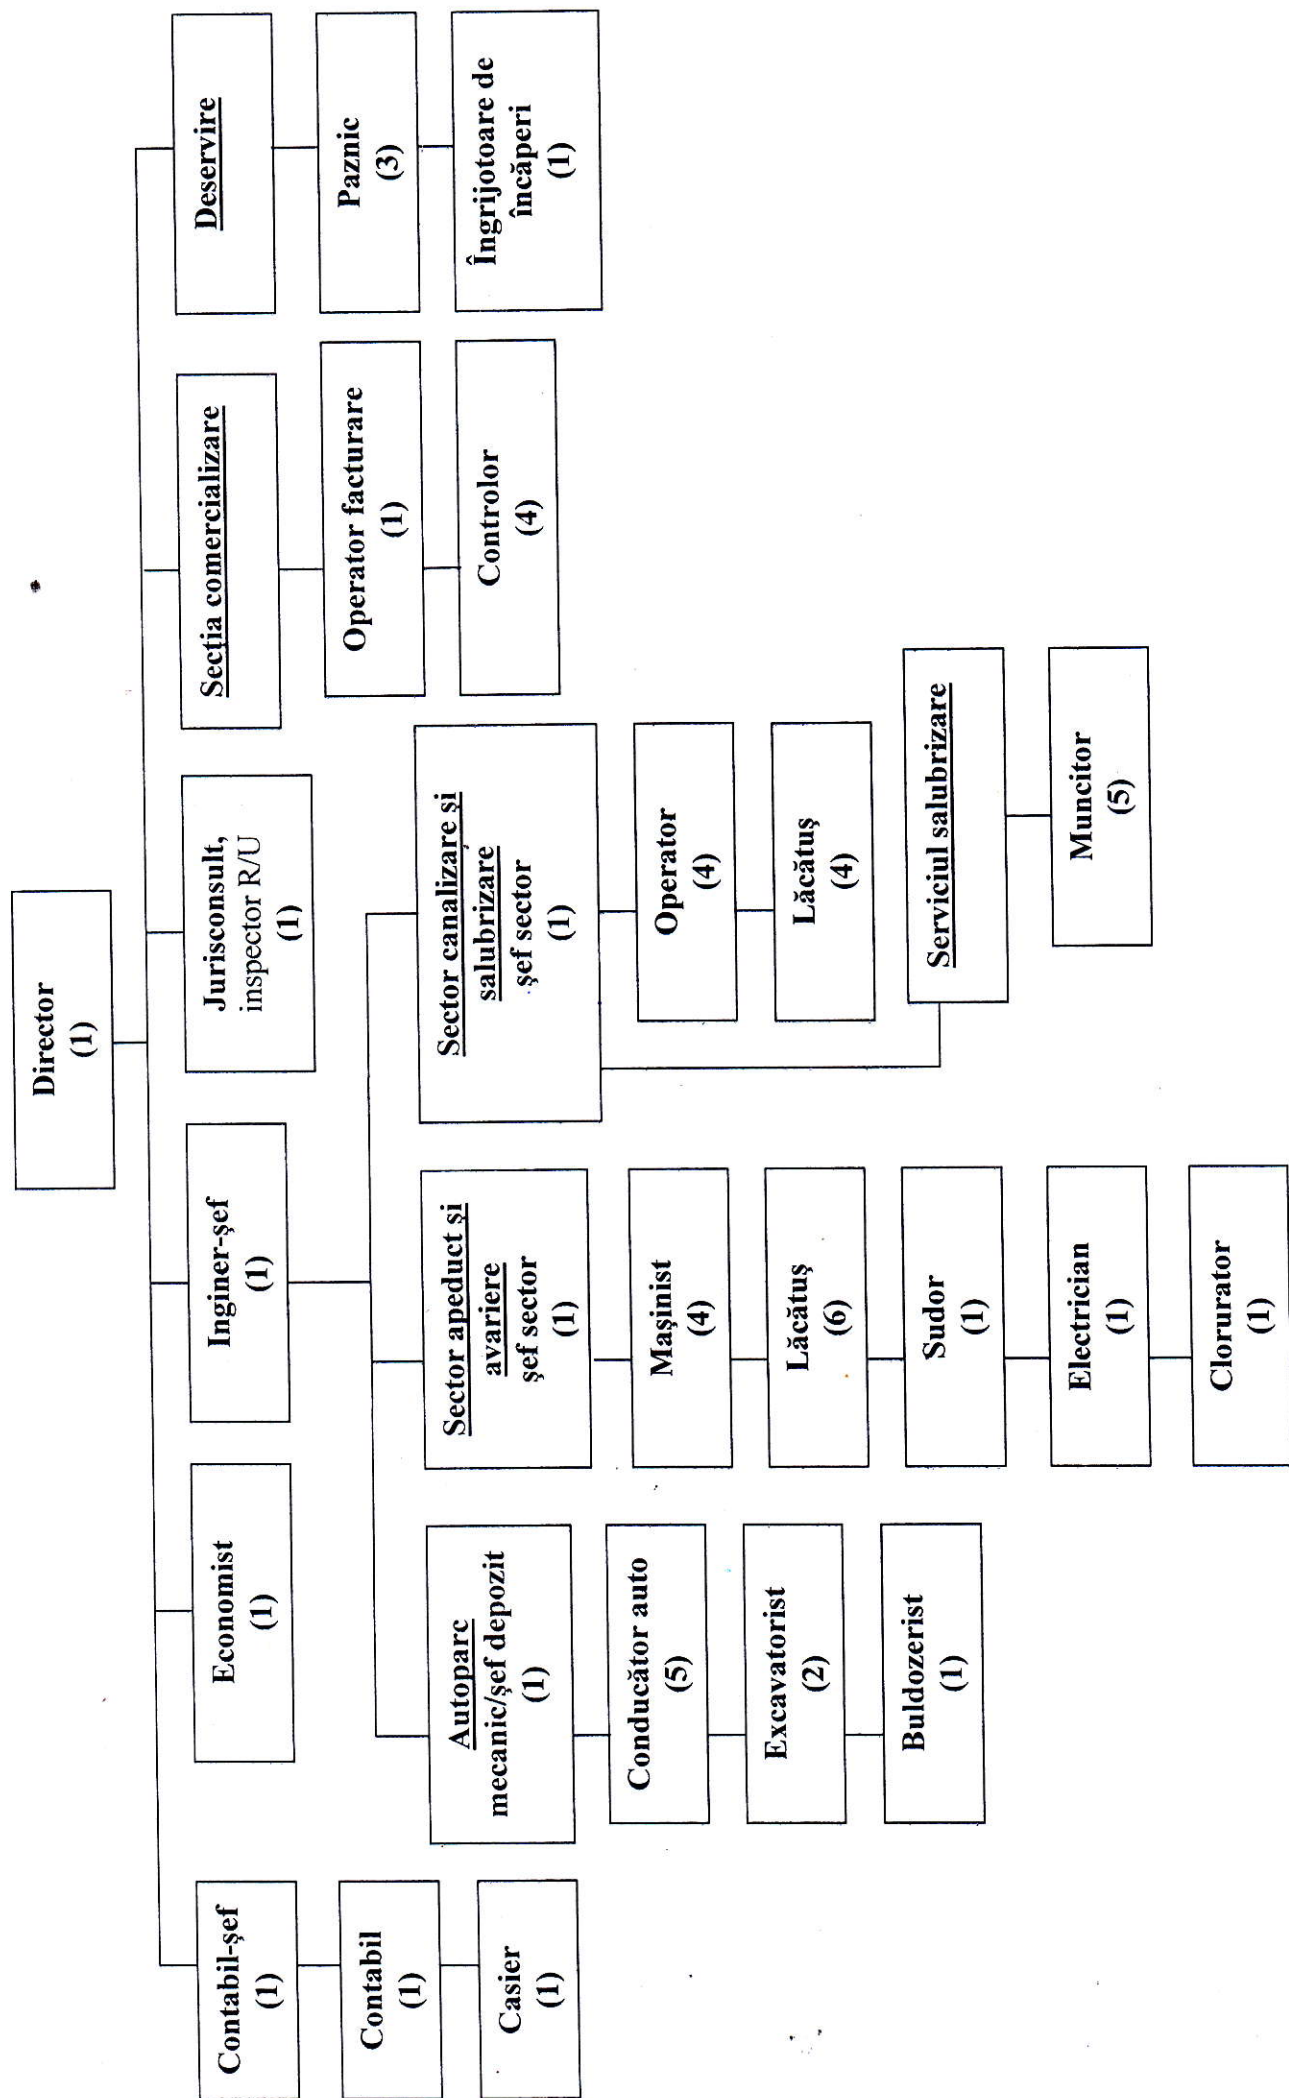 Director
(1)
Contabil-şef
(1)
Contabil
(1)
Casier
(1)
Economist
(1)
Inginer-şef
(1)
Autoparc
mecanic/şef depozit
(1)
Conducător auto
(5)
Excavatorist
(2)
Buldozerist
(1)
Sector apeduct şi
avariere
şef sector
(1)
Maşinist
(4)
Lăcătuş
(6)
Sudor
(1)
Electrician
(1)
Clorurator
(1)
Sector canalizare şi
salubrizare
şef sector
(1)
Operator
(4)
Lăcătuş
(4)
Serviciul salubrizare
Muncitor
(5)
Jurisconsult,
inspector R/U
(1)
Secţia comercializare
Operator facturare
(1)
Controlor
(4)
Deservire
Paznic
(3)
Îngrijotoare de
încăperi
(1)